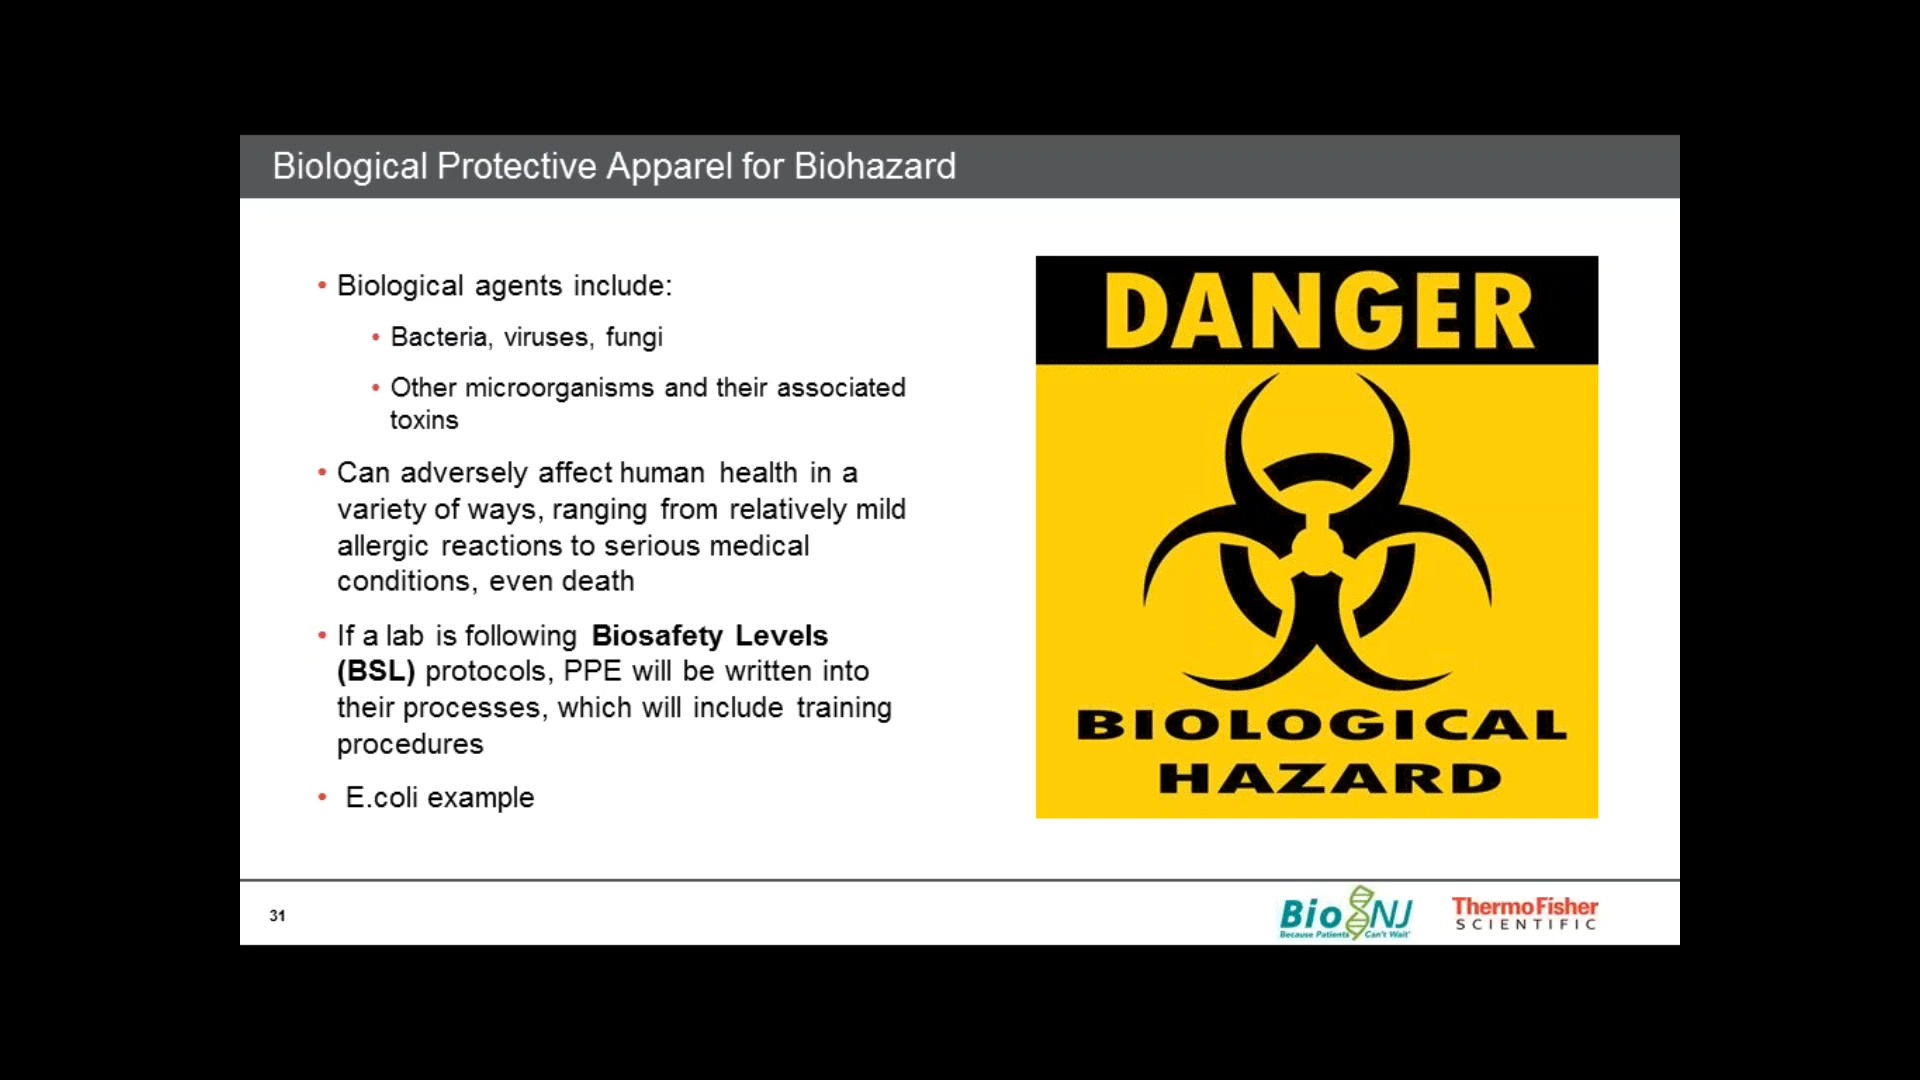 Biological Protective Apparel for Biohazard
• Biological agents include:
• Bacteria, viruses, fungi
• Other microorganisms and their associated
toxins
• Can adversely affect human health in a
variety of ways, ranging from relatively mild
allergic reactions to serious medical
conditions, even death
• If a lab is following Biosafety Levels
(BSL) protocols, PPE will be written into
their processes, which will include training
procedures
• E.coli example
DANGER
BIOLOGICAL
HAZARD
31
BioNJ
Because Patients Can't Wait
ThermoFisher
SCIENTIFIC